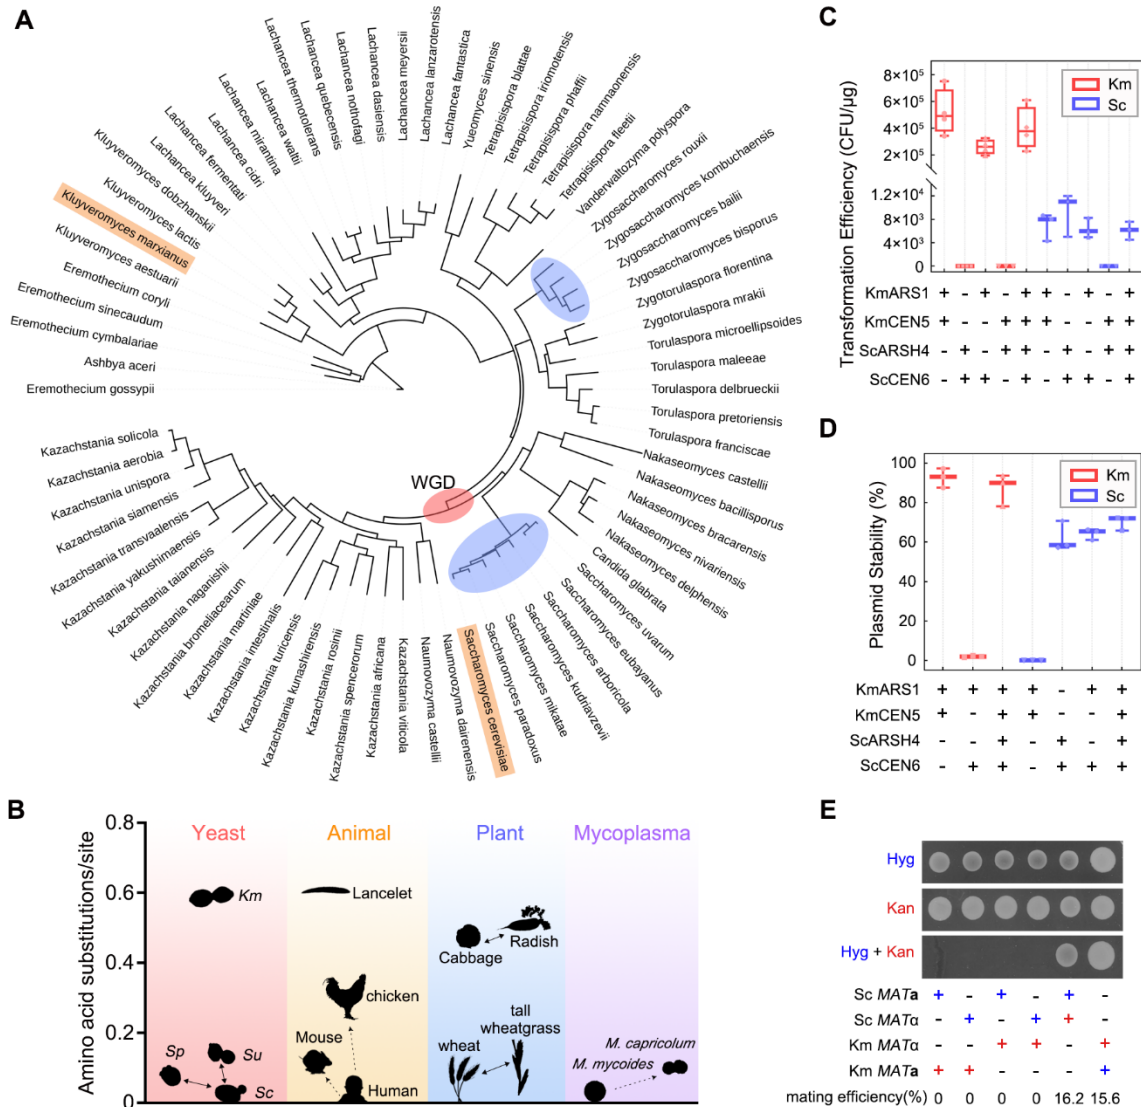 A
Lachancea fantastica
Lachancea lanzarotensis
Lachancea meyersii
Lachancea dasiensis
Lachancea nothofagi
Lachancea quebecensis
Lachancea thermotolerans
Lachancea waltii
Lachancea mirantina
Lachancea cidri
Lachancea fermentati
Lachancea kluyveri
Kluyveromyces dobzhanskii
Kluyveromyces lactis
Kluyveromyces marxianus
Kluyveromyces aestuarii
Eremothecium coryli
Eremothecium sinecaudum
Eremothecium cymbalariae
Ashbya aceri
Eremothecium gossypii
Yueomyces sinensis
Tetrapisispora blattae
Tetrapisispora iriomotensis
Tetrapisispora phaffii
Tetrapisispora namnaonensis
Tetrapisispora fleetii
Vanderwaltozyma polyspora
Zygosaccharomyces rouxii
Zygosaccharomyces kombuchaensis
Zygosaccharomyces bailii
Zygosaccharomyces bisporus
Zygotorulaspora florentina
Zygotorulaspora mrakii
Torulaspora microellipsoides
Torulaspora maleeae
Torulaspora delbrueckii
Torulaspora pretoriensis
Torulaspora franciscae
Nakaseomyces castellii
Nakaseomyces bacillisporus
Nakaseomyces bracarensis
Nakaseomyces nivariensis
Nakaseomyces delphensis
Candida glabrata
Saccharomyces uvarum
Saccharomyces eubayanus
Saccharomyces arboricola
Saccharomyces kudriavzevii
Saccharomyces mikatae
Saccharomyces paradoxus
Saccharomyces cerevisiae
Naumovozyma dairenensis
Naumovozyma castellii
Kazachstania viticola
Kazachstania africana
Kazachstania spencerorum
Kazachstania rosinii
Kazachstania kunashirensis
Kazachstania turicensis
Kazachstania intestinalis
Kazachstania martiniae
Kazachstania bromeliacearum
Kazachstania naganishii
Kazachstania taianensis
Kazachstania yakushimaensis
Kazachstania transvaalensis
Kazachstania siamensis
Kazachstania unispora
Kazachstania aerobia
Kazachstania solicola
WGD
B
Amino acid substitutions/site
0.8
0.6
0.4
0.2
0
Yeast
Animal
Plant
Mycoplasma
Km
Lancelet
Radish
Cabbage
chicken
tall
wheatgrass
Mouse
wheat
M. capricolum
M. mycoides
Sp
Su
Sc
Human
C
Transformation Efficiency (CFU/μg)
8×10⁵
6×10⁵
4×10⁵
2×10⁵
1.2×10⁴
8×10³
4×10³
0
Km
Sc
KmARS1 + - + - + + - + - +
KmCEN5 + - - + + + - - + +
ScARSH4 - + - + + - + - + +
ScCEN6 - + + - + - + + - +
D
Plasmid Stability (%)
100
80
60
40
20
0
Km
Sc
KmARS1 + + + + - + +
KmCEN5 + - + + - - +
ScARSH4 - - + - + - +
ScCEN6 - + + - + + +
E
Hyg
Kan
Hyg + Kan
Sc MATa + - + - + -
Sc MATα - + - + + -
Km MATα - - + + - +
Km MATa + + - - - +
mating efficiency(%) 0 0 0 0 16.2 15.6